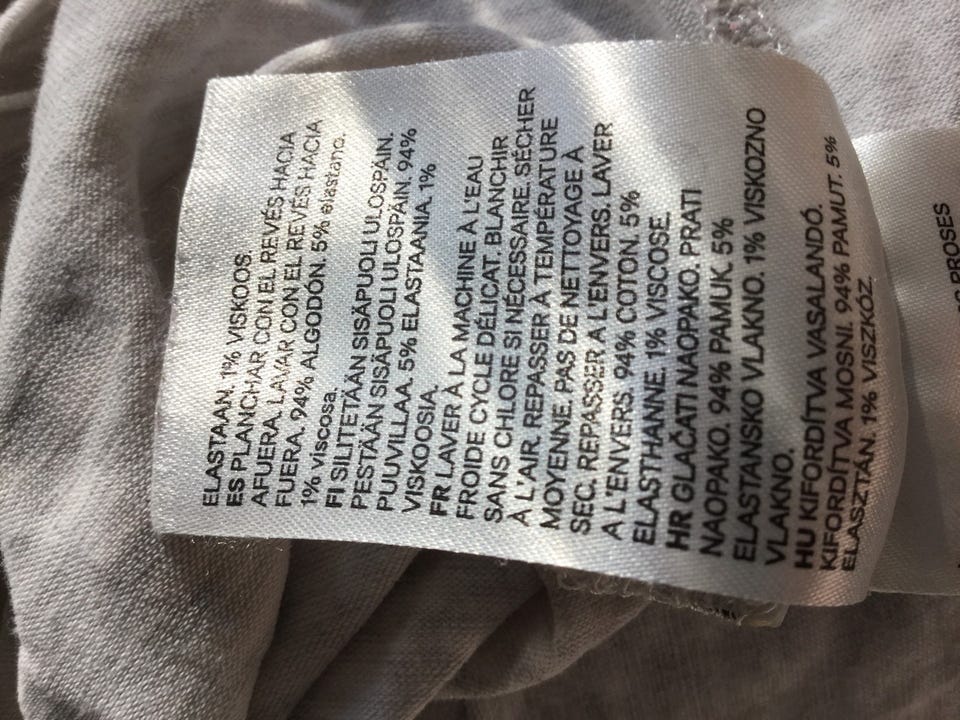 ELASTAAN. 1% VISKOOS.
ES PLANCHAR CON EL REVÉS HACIA
AFUERA. LAVAR CON EL REVÉS HACIA
FUERA. 94% ALGODÓN. 5% elastano.
1% viscosa.
FI SILITETÄÄN SISÄPUOLI ULOSPÄIN.
PESTÄÄN SISÄPUOLI ULOSPÄIN. 94%
PUUVILLAA. 5% ELASTAANIA. 1%
VISKOOSIA.
FR LAVER À LA MACHINE À L'EAU
FROIDE CYCLE DÉLICAT. BLANCHIR
SANS CHLORE SI NÉCESSAIRE. SÉCHER
À L'AIR. REPASSER À TEMPÉRATURE
MOYENNE. PAS DE NETTOYAGE À
SEC. REPASSER A L'ENVERS. LAVER
A L'ENVERS. 94% COTON. 5%
ELASTHANNE. 1% VISCOSE.
HR GLAČATI NAOPAKO. PRATI
NAOPAKO. 94% PAMUK. 5%
ELASTANSKO VLAKNO. 1% VISKOZNO
VLAKNO.
HU KIFORDÍTVA VASALANDÓ.
KIFORDÍTVA MOSNI. 94% PAMUT. 5%
ELASZTÁN. 1% VISZKÓZ.
PROSES